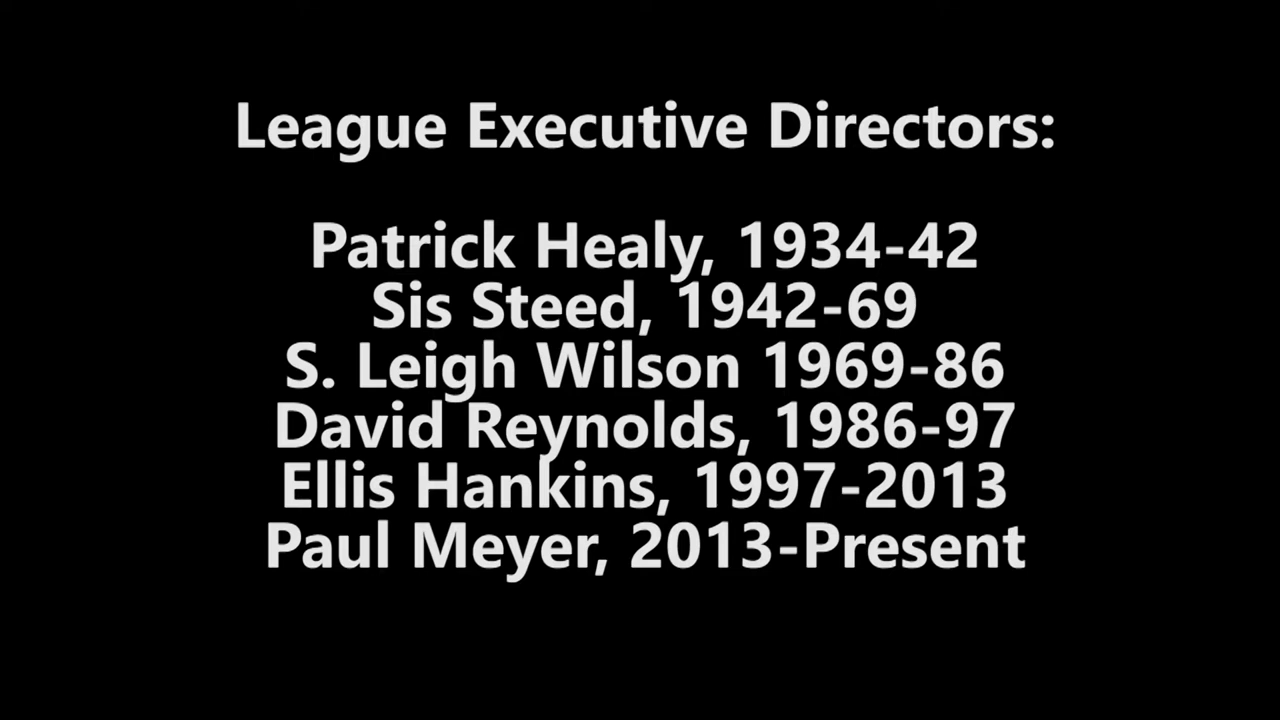 League Executive Directors:
Patrick Healy, 1934-42
Sis Steed, 1942-69
S. Leigh Wilson 1969-86
David Reynolds, 1986-97
Ellis Hankins, 1997-2013
Paul Meyer, 2013-Present